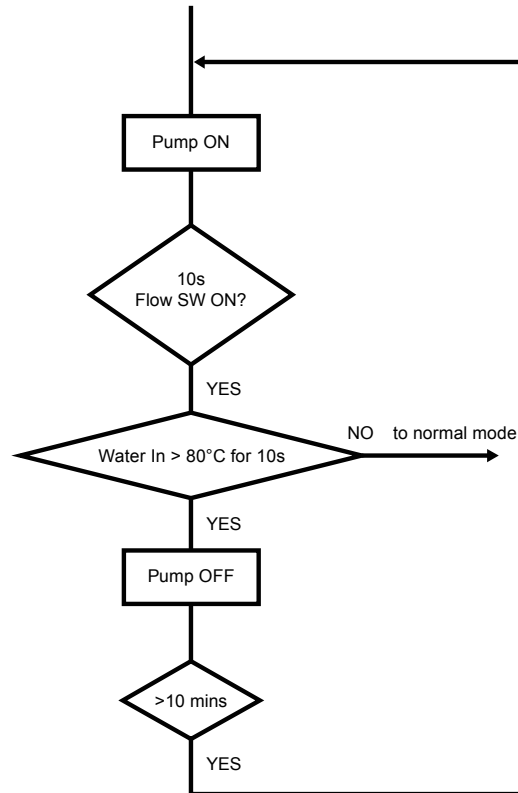 Pump ON
10s
Flow SW ON?
YES
Water In > 80°C for 10s
NO to normal mode
YES
Pump OFF
>10 mins
YES